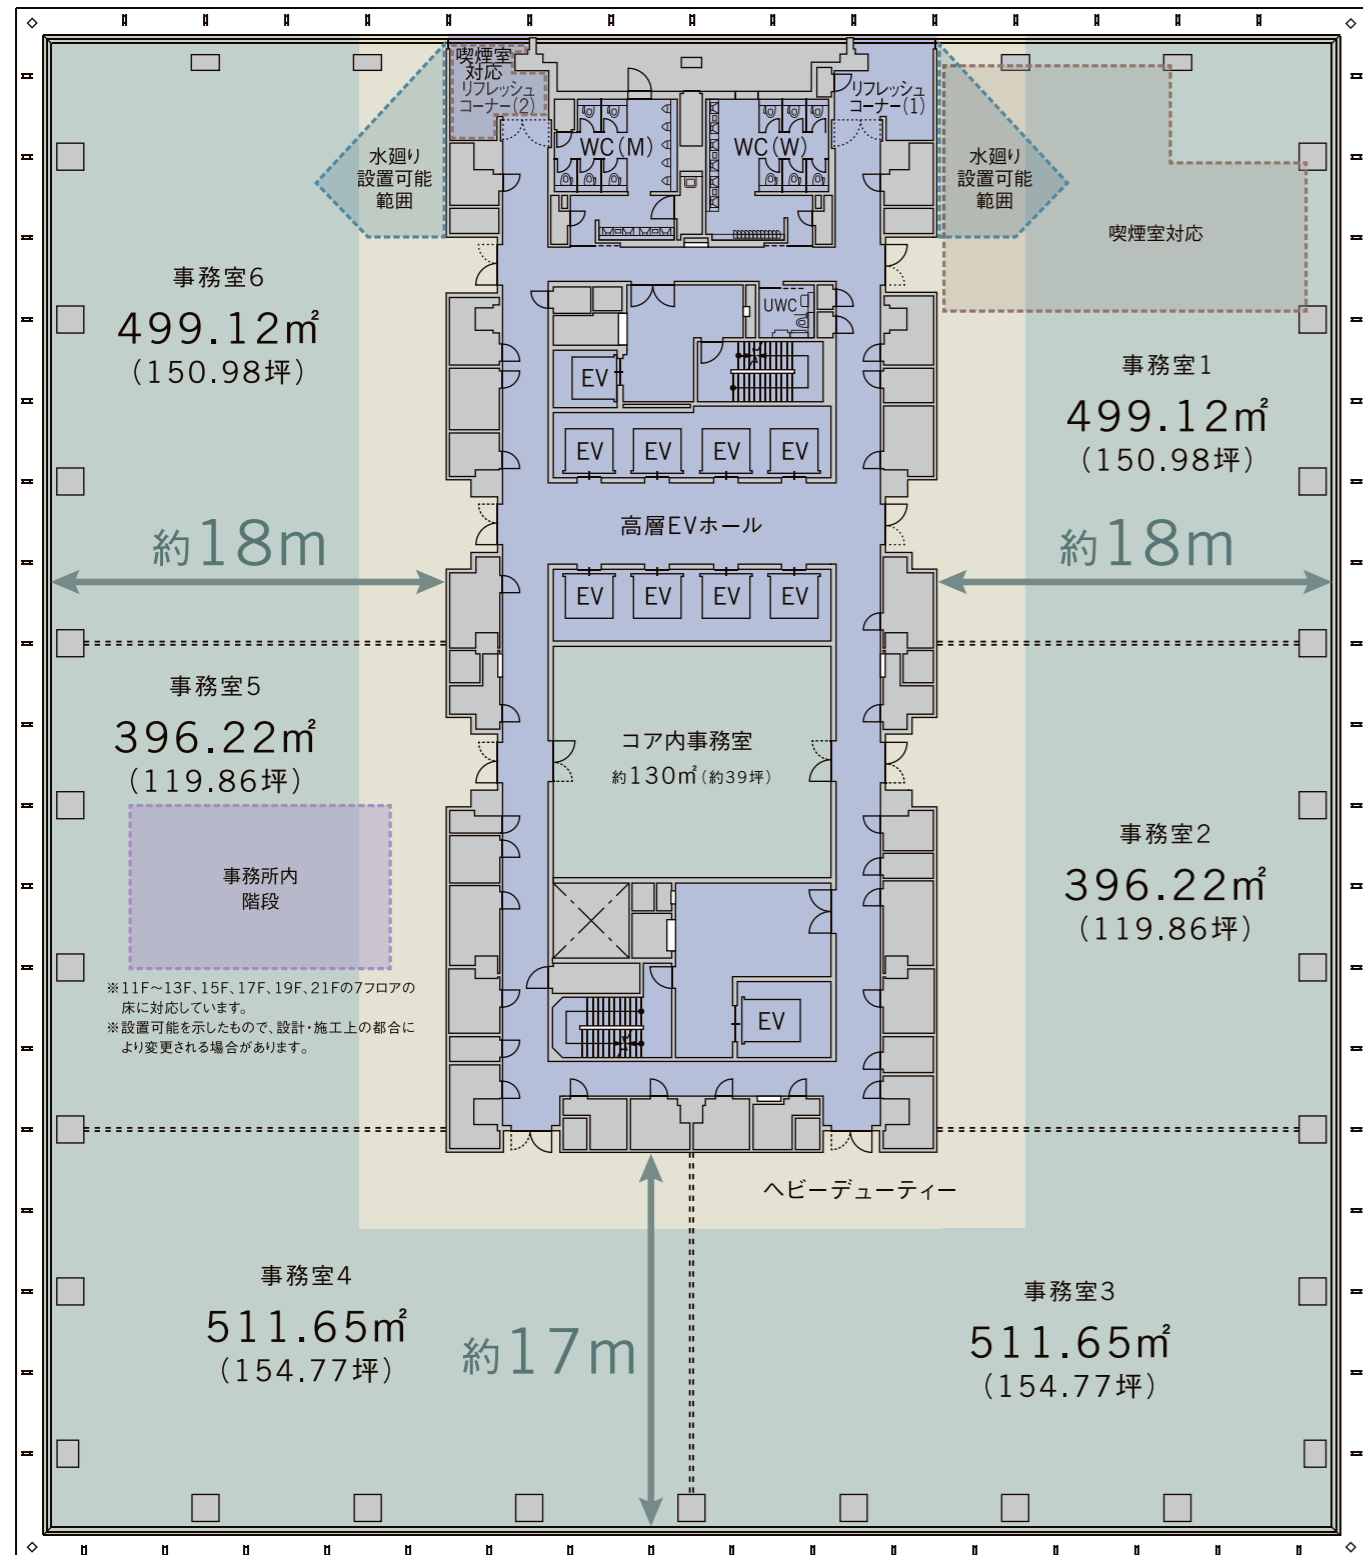 喫煙室
対応
リフレッシュ
コーナー(2)
WC(M)
WC(W)
リフレッシュ
コーナー(1)
水廻り
設置可能
範囲
水廻り
設置可能
範囲
喫煙室対応
事務室6
499.12㎡
(150.98坪)
UWC
EV
事務室1
499.12㎡
(150.98坪)
EV
EV
EV
EV
高層EVホール
約18m
約18m
EV
EV
EV
EV
事務室5
396.22㎡
(119.86坪)
コア内事務室
約130㎡(約39坪)
事務室2
396.22㎡
(119.86坪)
事務所内
階段
※11F〜13F、15F、17F、19F、21Fの7フロアの
床に対応しています。
※設置可能を示したもので、設計・施工上の都合に
より変更される場合があります。
EV
ヘビーデューティー
事務室4
511.65㎡
(154.77坪)
約17m
事務室3
511.65㎡
(154.77坪)